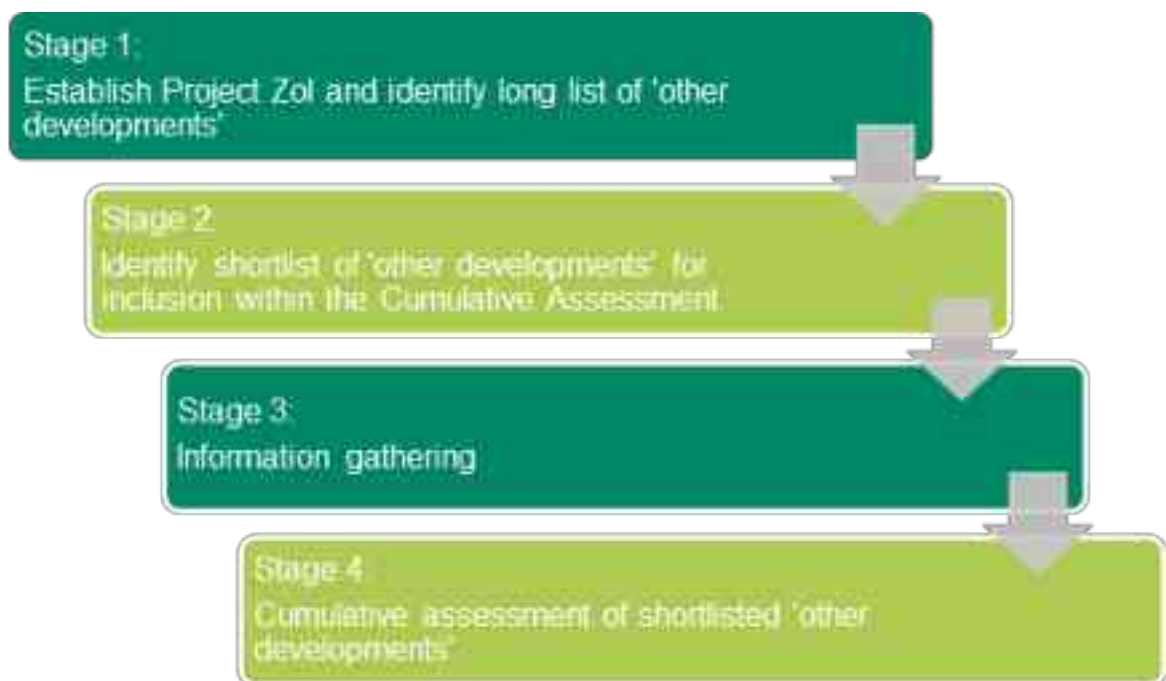 Stage 1:
Establish Project ZoI and identify long list of 'other
developments'
Stage 2:
Identify shortlist of 'other developments' for
inclusion within the Cumulative Assessment
Stage 3:
Information gathering
Stage 4:
Cumulative assessment of shortlisted 'other
developments'